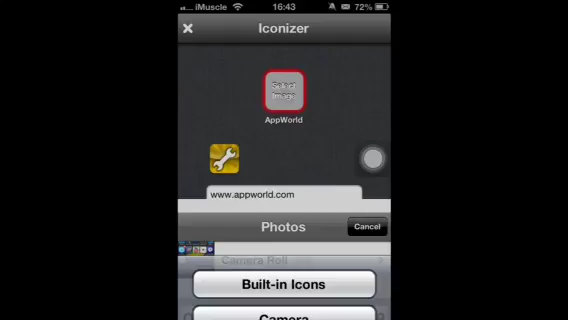 iMuscle 16:43 72%
Iconizer
Select
Image
AppWorld
www.appworld.com
Photos
Cancel
Camera Roll
Built-in Icons
Camera